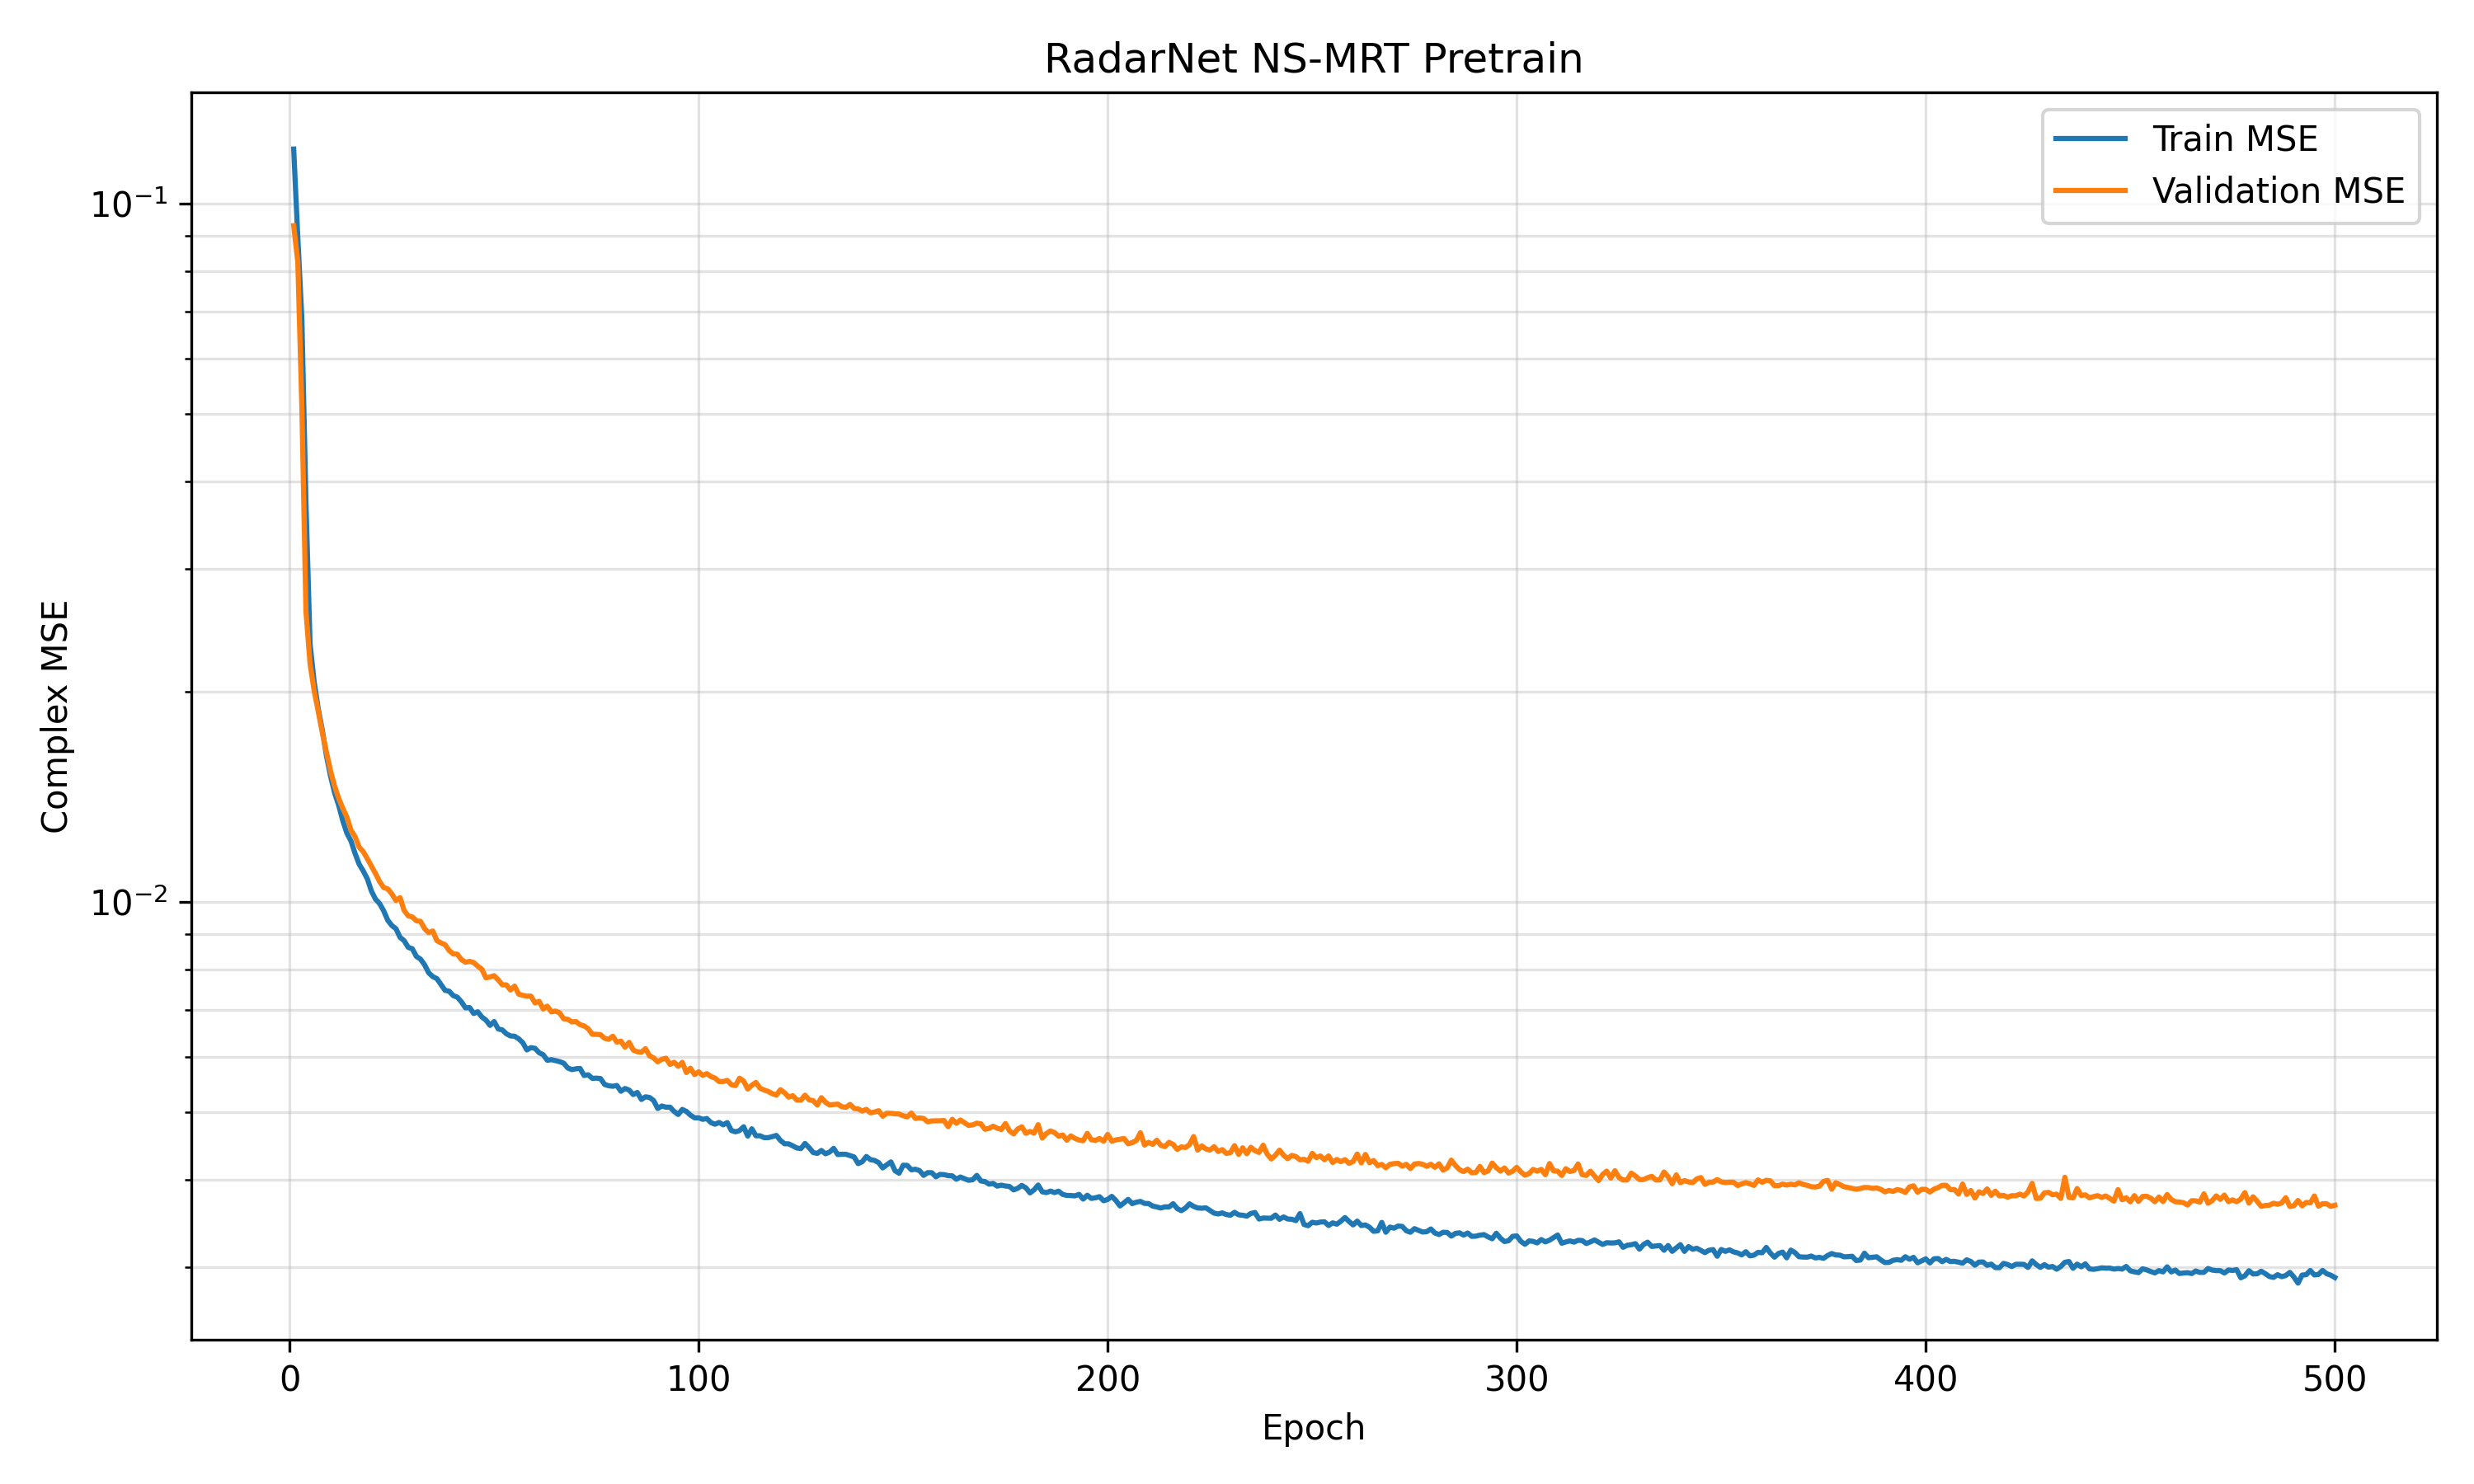 RadarNet NS-MRT Pretrain
Train MSE
Validation MSE
10⁻¹
10⁻²
Complex MSE
0 100 200 300 400 500
Epoch